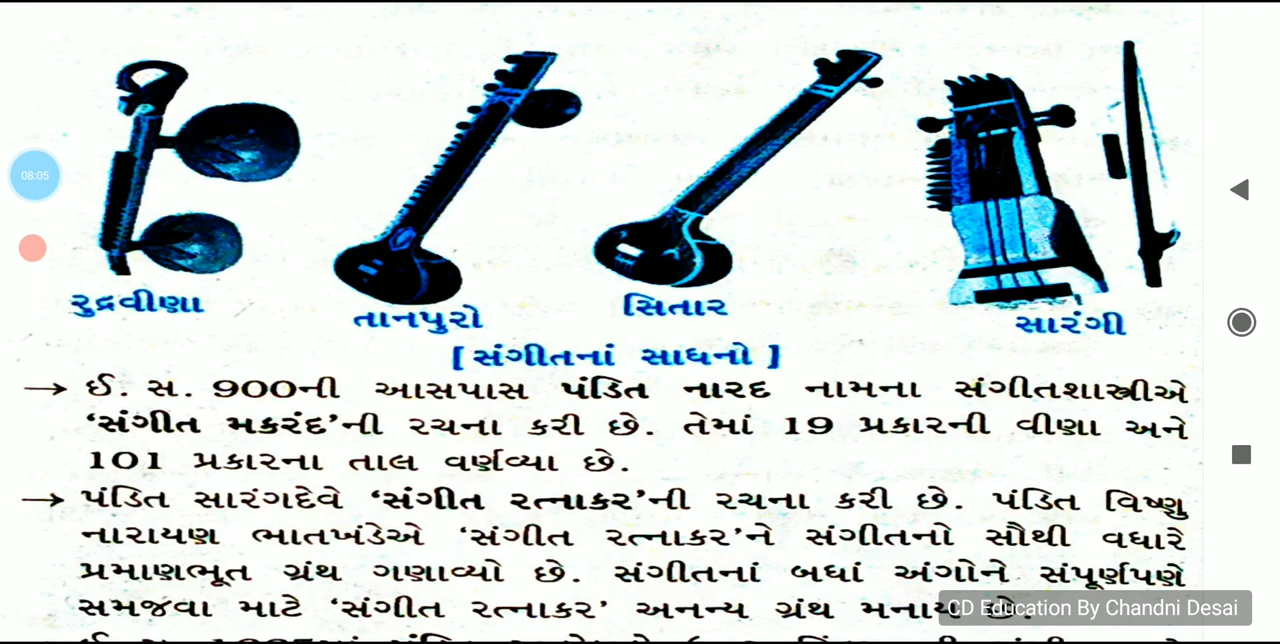 08:05
રુદ્રવીણા
તાનપુરો
સિતાર
સારંગી
[ સંગીતનાં સાધનો ]
→ ઈ. સ. 900ની આસપાસ પંડિત નારદ નામના સંગીતશાસ્ત્રીએ
‘સંગીત મકરંદ’ની રચના કરી છે. તેમાં 19 પ્રકારની વીણા અને
101 પ્રકારના તાલ વર્ણવ્યા છે.
→ પંડિત સારંગદેવે ‘સંગીત રત્નાકર’ની રચના કરી છે. પંડિત વિષ્ણુ
નારાયણ ભાતખંડેએ ‘સંગીત રત્નાકર’ને સંગીતનો સૌથી વધારે
પ્રમાણભૂત ગ્રંથ ગણાવ્યો છે. સંગીતનાં બધાં અંગોને સંપૂર્ણપણે
સમજવા માટે ‘સંગીત રત્નાકર’ અનન્ય ગ્રંથ મનાય છે.
CD Education By Chandni Desai